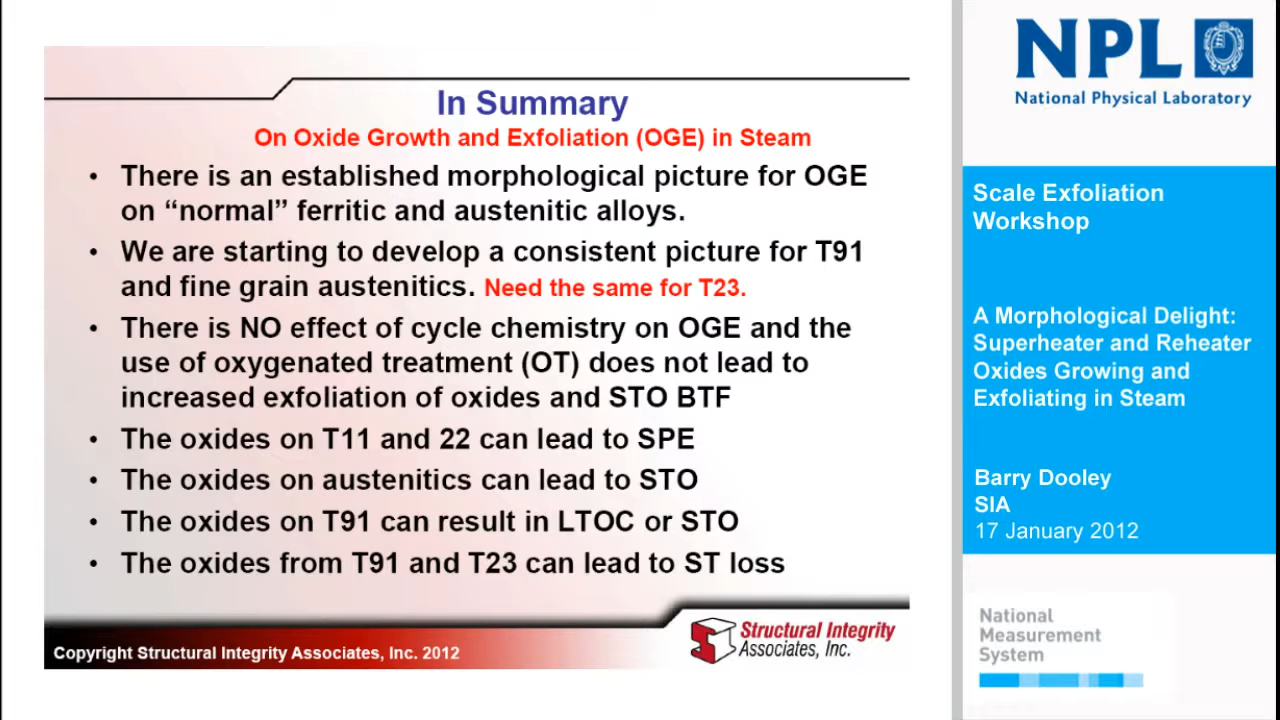 In Summary
On Oxide Growth and Exfoliation (OGE) in Steam
• There is an established morphological picture for OGE
on “normal” ferritic and austenitic alloys.
• We are starting to develop a consistent picture for T91
and fine grain austenitics. Need the same for T23.
• There is NO effect of cycle chemistry on OGE and the
use of oxygenated treatment (OT) does not lead to
increased exfoliation of oxides and STO BTF
• The oxides on T11 and 22 can lead to SPE
• The oxides on austenitics can lead to STO
• The oxides on T91 can result in LTOC or STO
• The oxides from T91 and T23 can lead to ST loss
Copyright Structural Integrity Associates, Inc. 2012
Structural Integrity
Associates, Inc.
NPL
National Physical Laboratory
Scale Exfoliation
Workshop
A Morphological Delight:
Superheater and Reheater
Oxides Growing and
Exfoliating in Steam
Barry Dooley
SIA
17 January 2012
National
Measurement
System